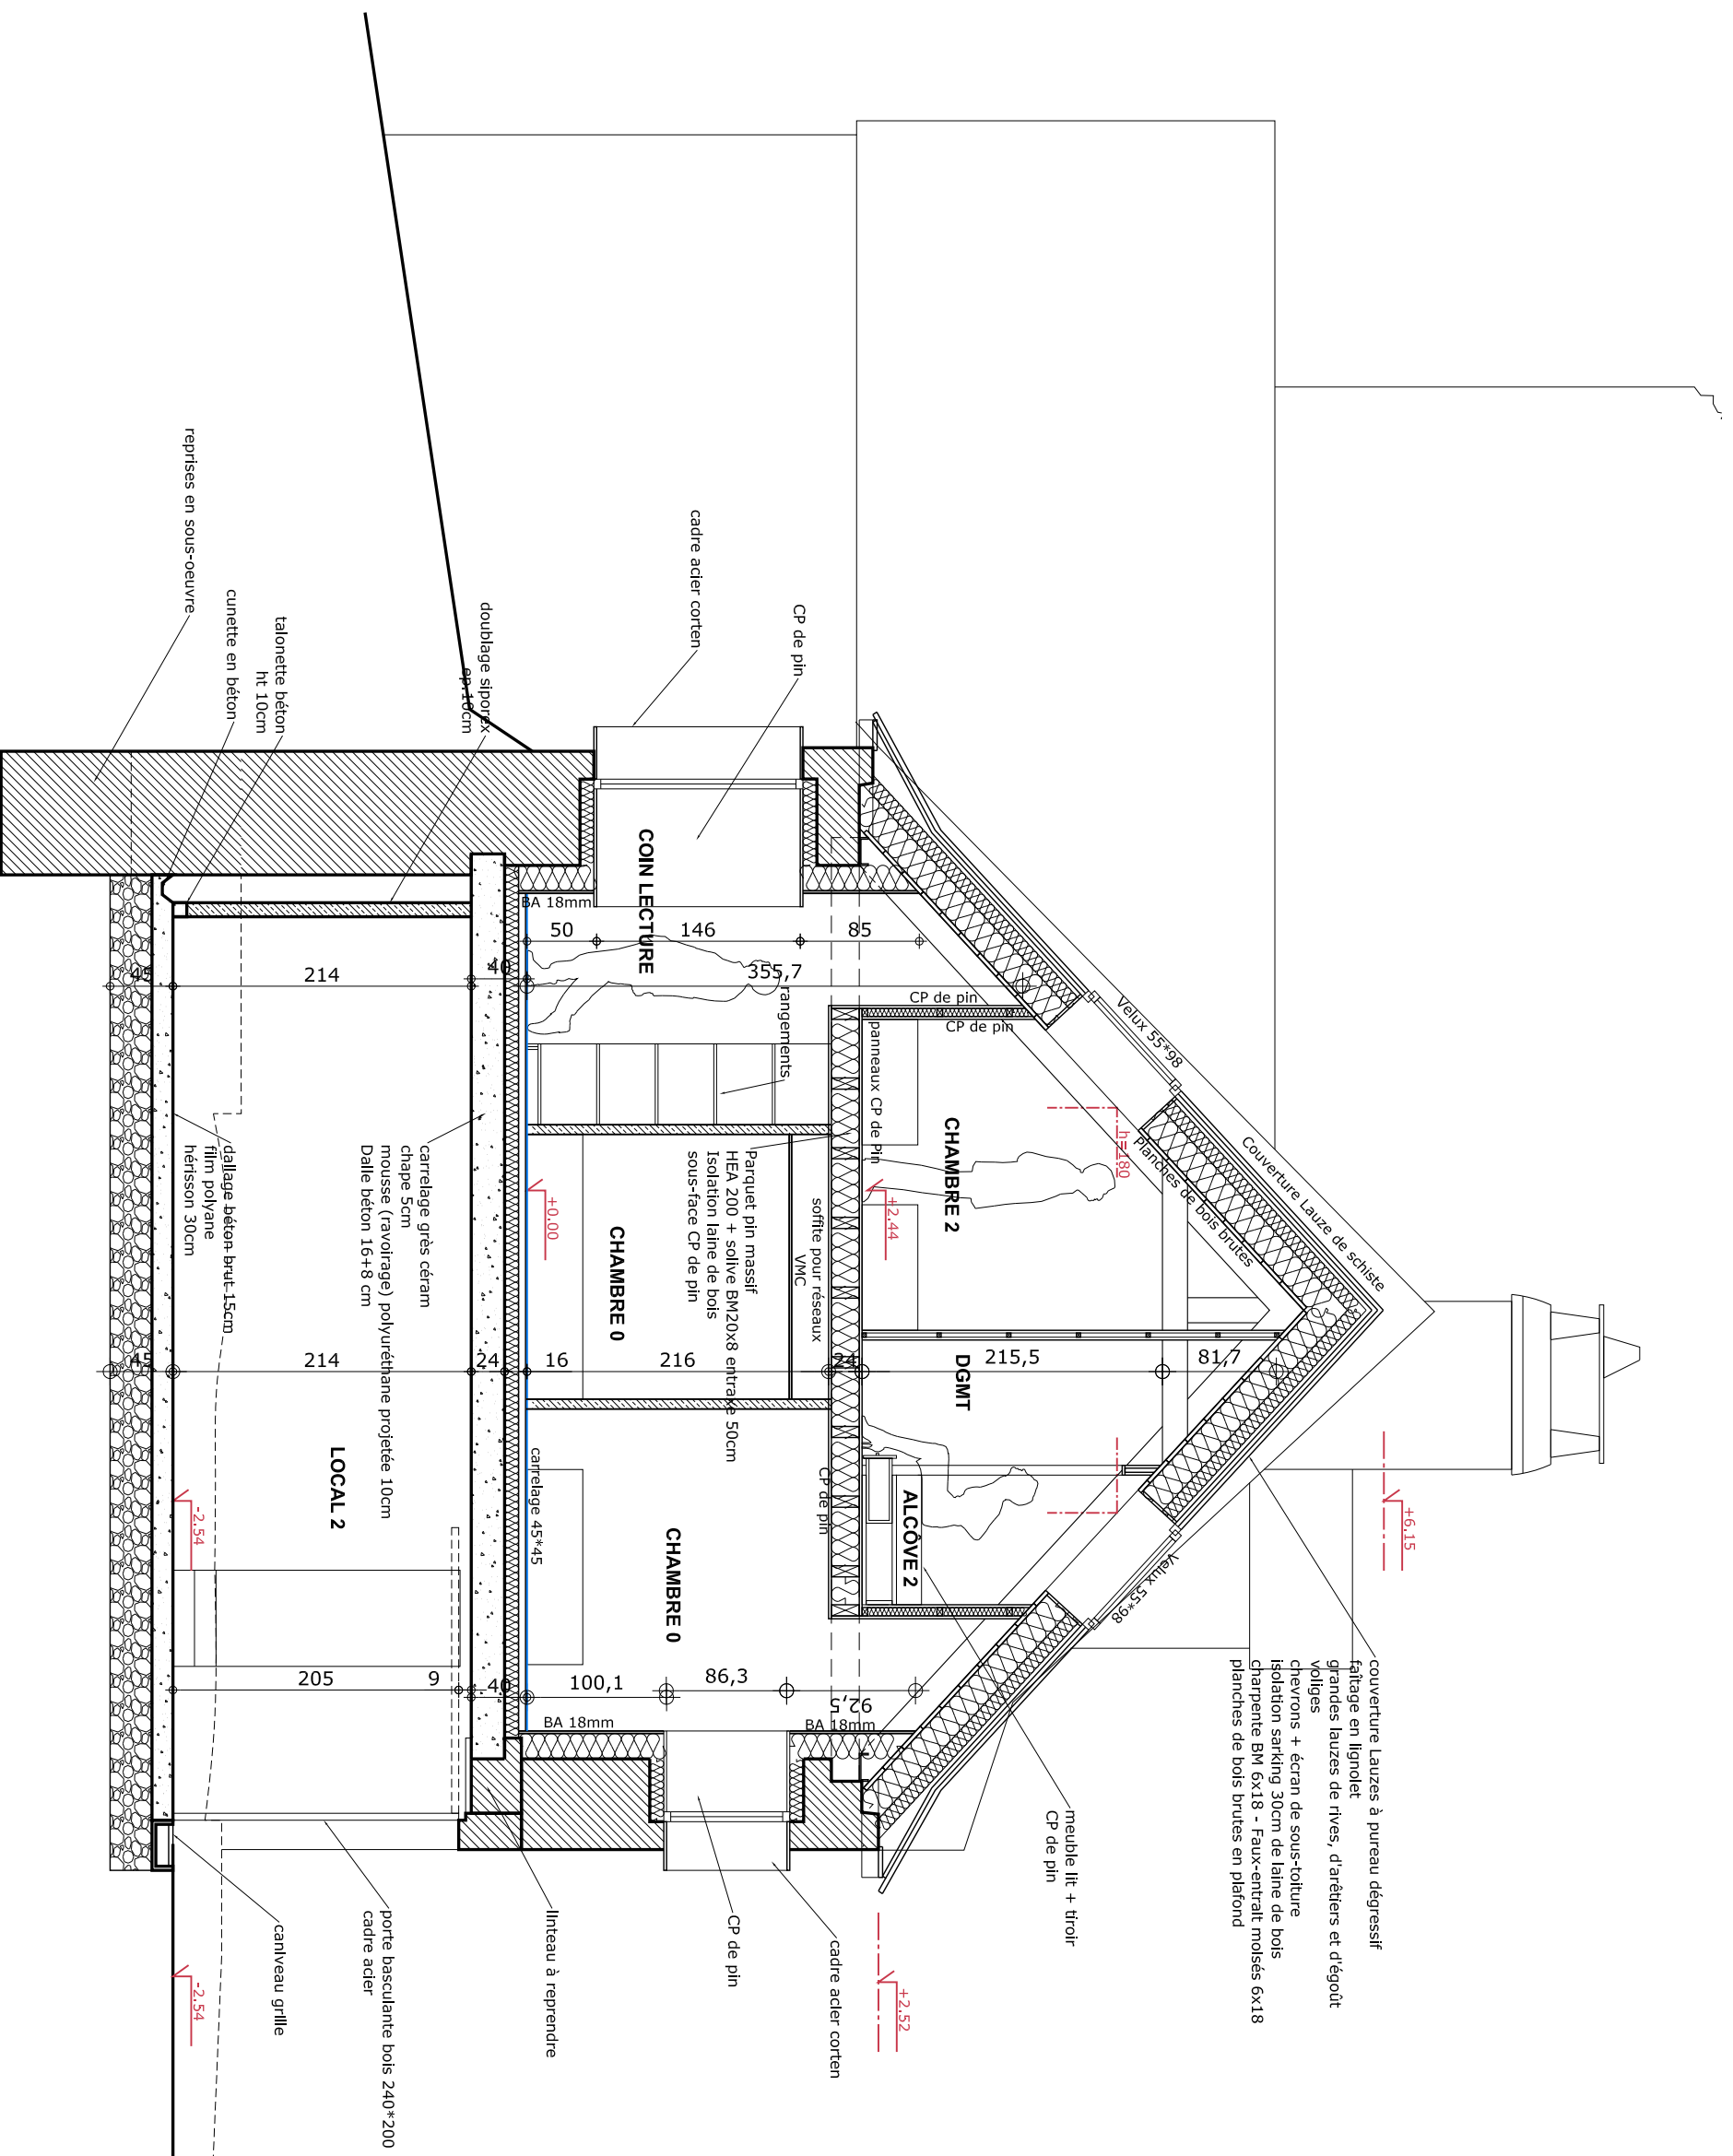 couverture Lauzes à pureau dégressif
faîtage en lignolet
grandes lauzes de rives, d'arêtiers et d'égoût
voliges
chevrons + écran de sous-toiture
isolation sarking 30cm de laine de bois
charpente BM 6x18 - Faux-entrait moisés 6x18
planches de bois brutes en plafond
+6,15
Couverture Lauze de schiste
Velux 55*98
Planches de bois brutes
Velux 55*98
h=180
81,7
215,5
meuble lit + tiroir
CP de pin
CP de pin
CP de pin
CHAMBRE 2
DGMT
ALCÔVE 2
panneaux CP de Pin
+2,44
+2,52
85
92,5
24
CP de pin
soffite pour réseaux
VMC
CP de pin
cadre acier corten
rangements
355,7
Parquet pin massif
HEA 200 + solive BM20x8 entraxe 50cm
Isolation laine de bois
sous-face CP de pin
BA 18mm
cadre acier corten
CP de pin
146
216
86,3
COIN LECTURE
CHAMBRE 0
CHAMBRE 0
50
16
100,1
+0,00
BA 18mm
BA 18mm
carrelage 45*45
linteau à reprendre
doublage siporex
ep.10cm
40
24
40
9
carrelage grès céram
chape 5cm
mousse (ravoirage) polyuréthane projetée 10cm
Dalle béton 16+8 cm
porte basculante bois 240*200
cadre acier
214
214
205
LOCAL 2
talonette béton
ht 10cm
cunette en béton
reprises en sous-oeuvre
dallage béton brut 15cm
film polyane
hérisson 30cm
-2,54
-2,54
caniveau grille
45
45